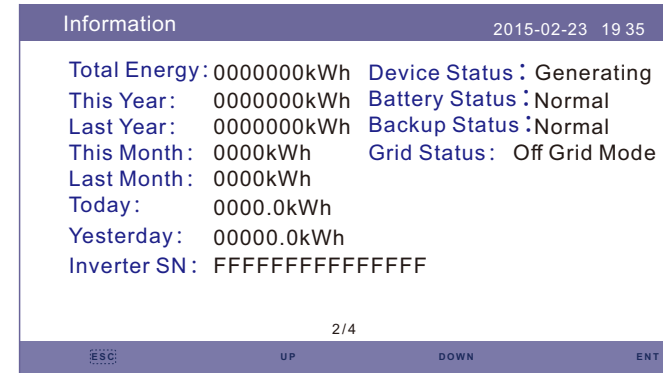 Information 2015-02-23 19 35
Total Energy: 0000000kWh Device Status: Generating
This Year: 0000000kWh Battery Status: Normal
Last Year: 0000000kWh Backup Status: Normal
This Month: 0000kWh Grid Status: Off Grid Mode
Last Month: 0000kWh
Today: 0000.0kWh
Yesterday: 00000.0kWh
Inverter SN: FFFFFFFFFFFFFFF
2/4
ESC UP DOWN ENT